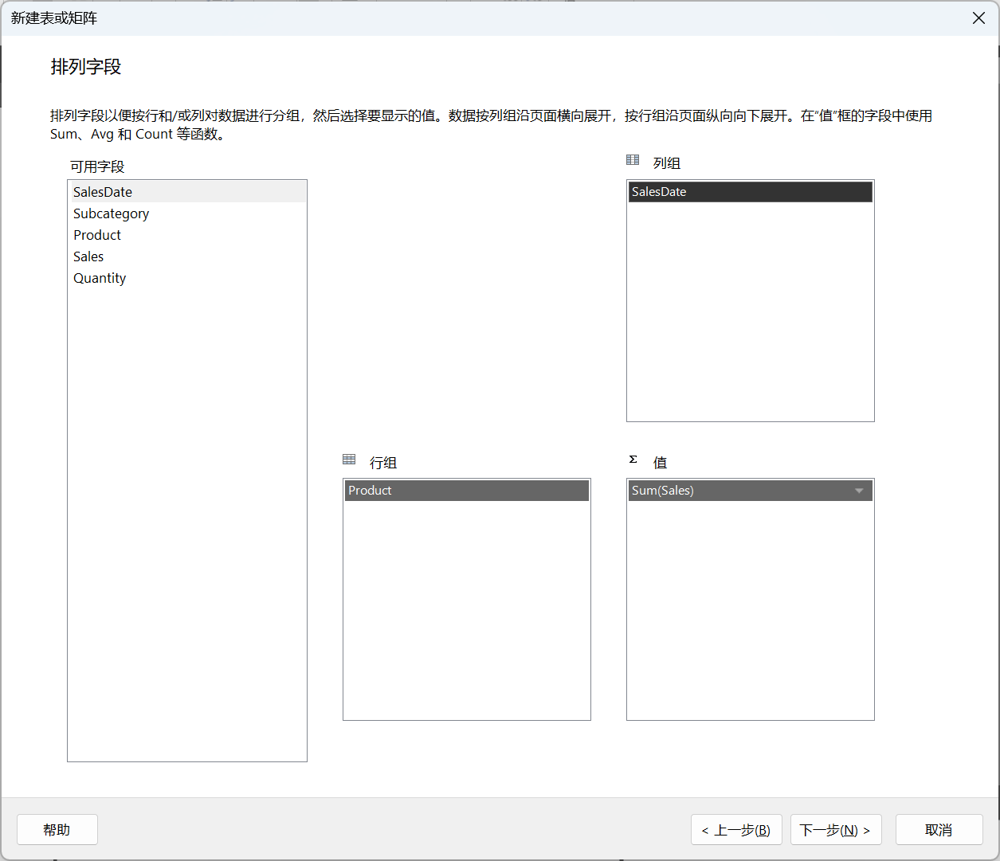 新建表或矩阵
排列字段
排列字段以便按行和/或列对数据进行分组，然后选择要显示的值。数据按列组沿页面横向展开，按行组沿页面纵向向下展开。在“值”框的字段中使用
Sum、Avg 和 Count 等函数。
可用字段
SalesDate
Subcategory
Product
Sales
Quantity
列组
SalesDate
行组
Product
Σ 值
Sum(Sales)
帮助
< 上一步(B)
下一步(N) >
取消